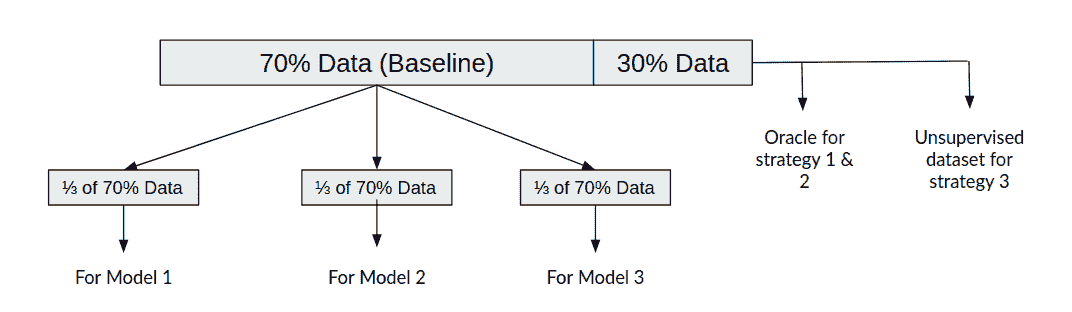 70% Data (Baseline)
30% Data
Oracle for
strategy 1 &
2
Unsupervised
dataset for
strategy 3
⅓ of 70% Data
⅓ of 70% Data
⅓ of 70% Data
For Model 1
For Model 2
For Model 3